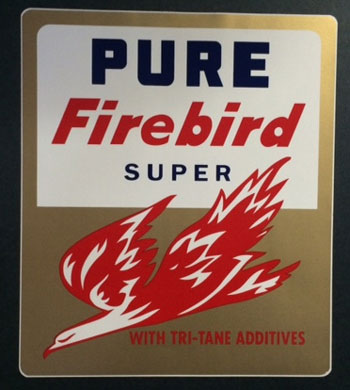 PURE
Firebird
SUPER
WITH TRI-TANE ADDITIVES